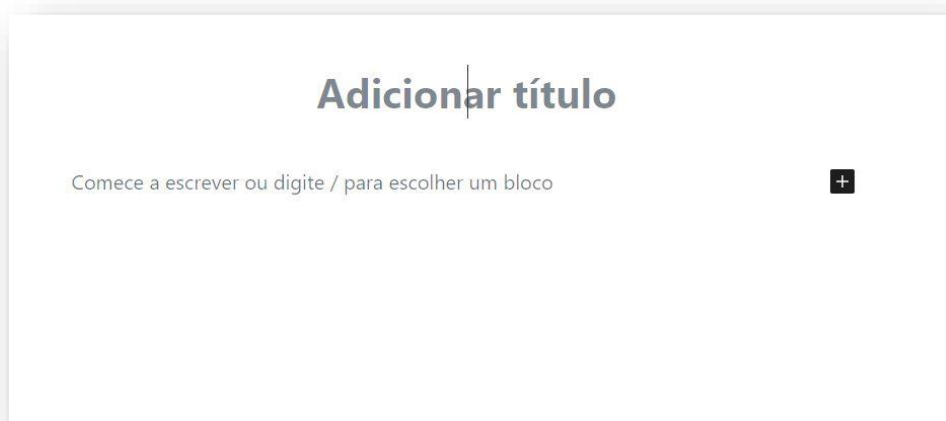 Adicionar título
Comece a escrever ou digite / para escolher um bloco